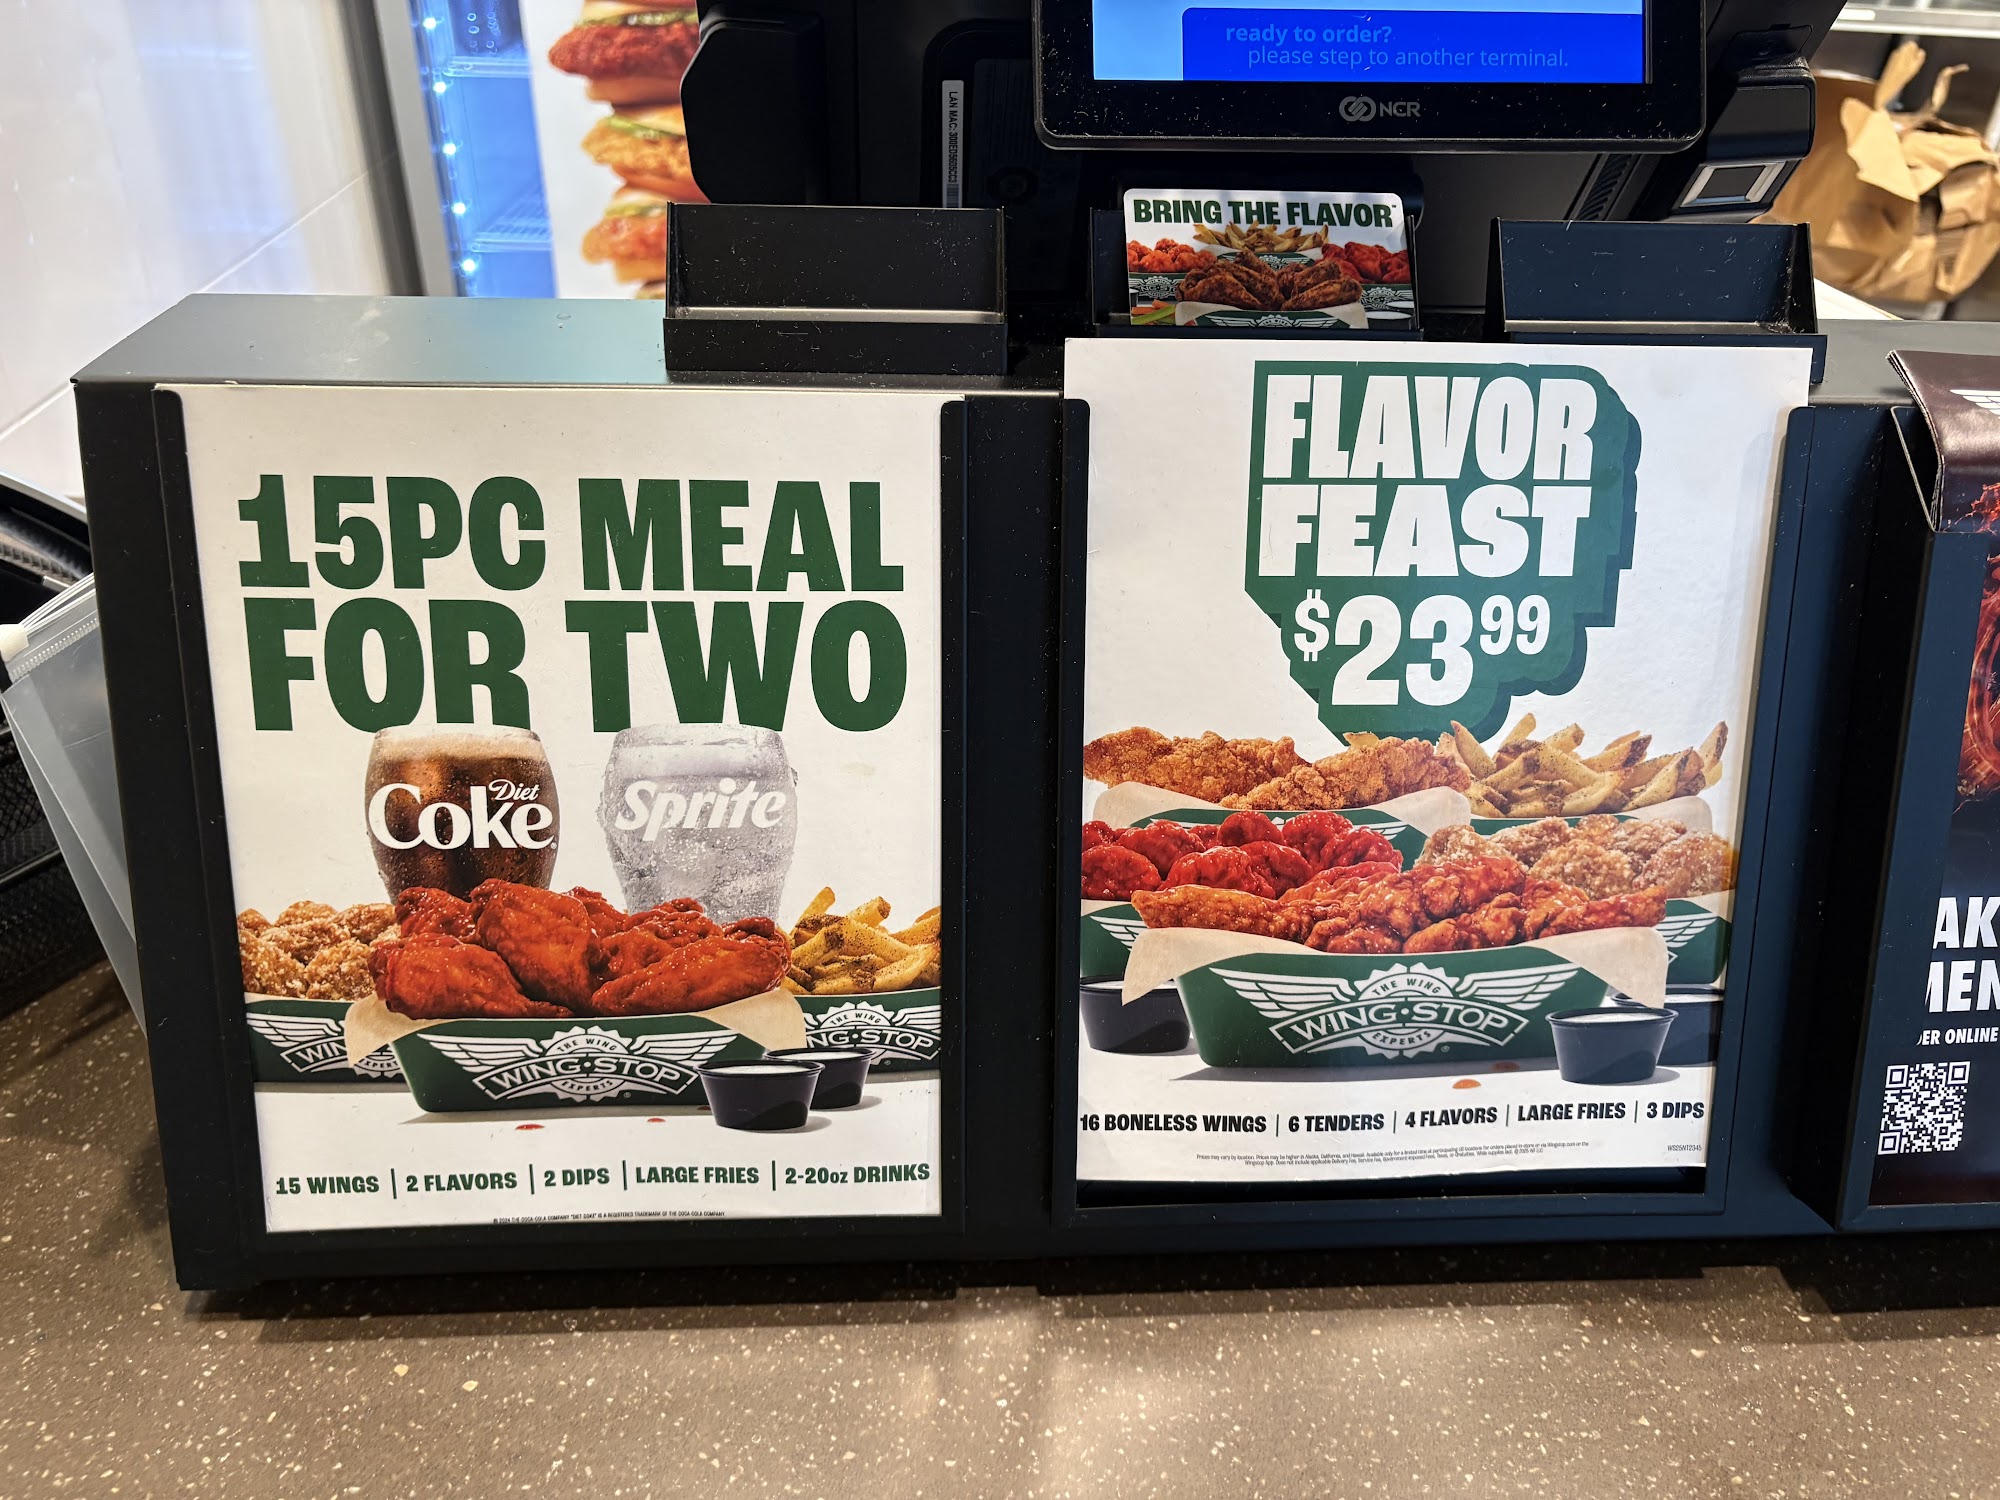 ready to order?
please step to another terminal.
NCR
BRING THE FLAVOR
15PC MEAL
FOR TWO
Diet
Coke
Sprite
THE WING
WING·STOP
EXPERTS
15 WINGS | 2 FLAVORS | 2 DIPS | LARGE FRIES | 2-20oz DRINKS
FLAVOR
FEAST
$23.99
THE WING
WING·STOP
EXPERTS
16 BONELESS WINGS | 6 TENDERS | 4 FLAVORS | LARGE FRIES | 3 DIPS
AK
ER ONLINE